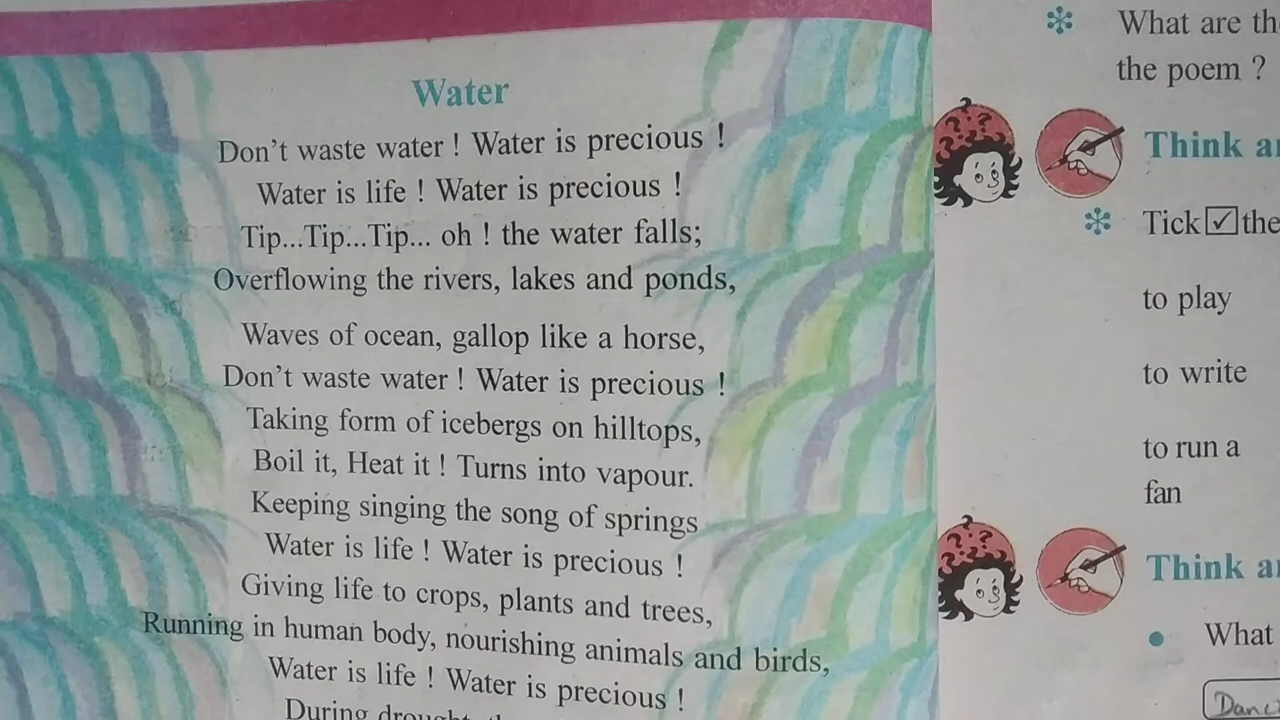 Water
Don't waste water ! Water is precious !
Water is life ! Water is precious !
Tip...Tip...Tip... oh ! the water falls;
Overflowing the rivers, lakes and ponds,
Waves of ocean, gallop like a horse,
Don't waste water ! Water is precious !
Taking form of icebergs on hilltops,
Boil it, Heat it ! Turns into vapour.
Keeping singing the song of springs
Water is life ! Water is precious !
Giving life to crops, plants and trees,
Running in human body, nourishing animals and birds,
Water is life ! Water is precious !
During drought
What are
the poem ?
Think
Tick ☑ the
to play
to write
to run a
fan
Think
What